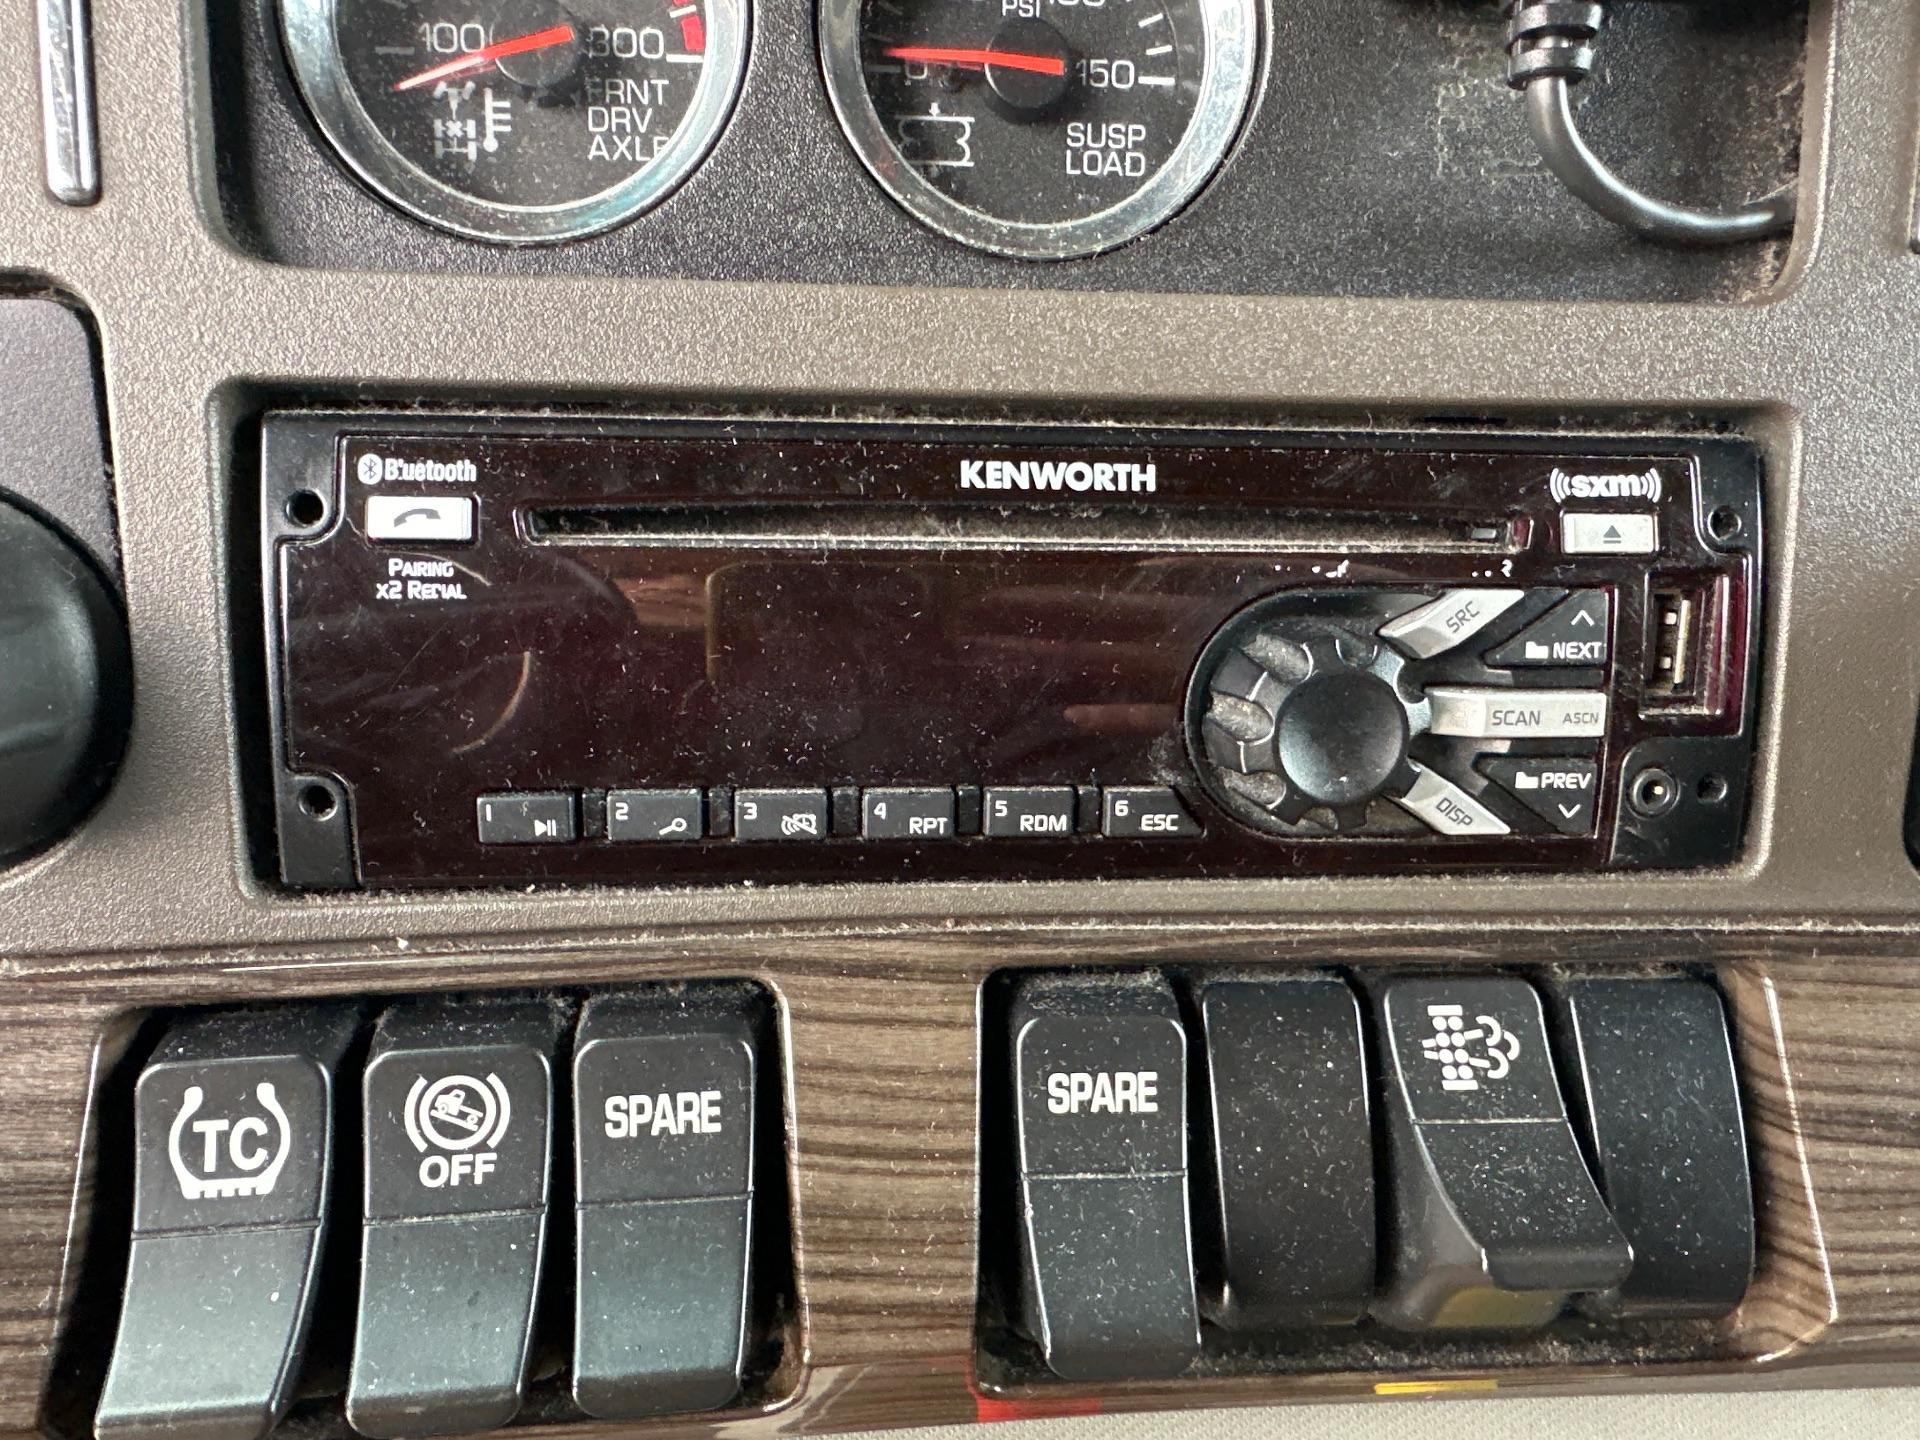 100
300
FRNT
DRV
AXLE
PSI
0
150
SUSP
LOAD
Bluetooth
KENWORTH
((sxm))
PAIRING
x2 REDIAL
SRC
NEXT
SCAN ASCN
PREV
DISP
1
2
3
4 RPT
5 RDM
6 ESC
TC
OFF
SPARE
SPARE